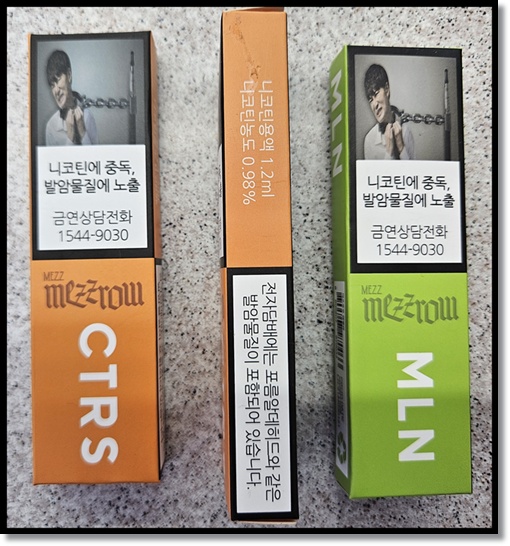 니코틴에 중독,
발암물질에 노출
금연상담전화
1544-9030
MEZZ
mezzrow
CTRS
니코틴용액 1.2ml
니코틴농도 0.98%
전자담배에는 포름알데히드와 같은
발암물질이 포함되어 있습니다.
MLN
니코틴에 중독,
발암물질에 노출
금연상담전화
1544-9030
MEZZ
mezzrow
MLN